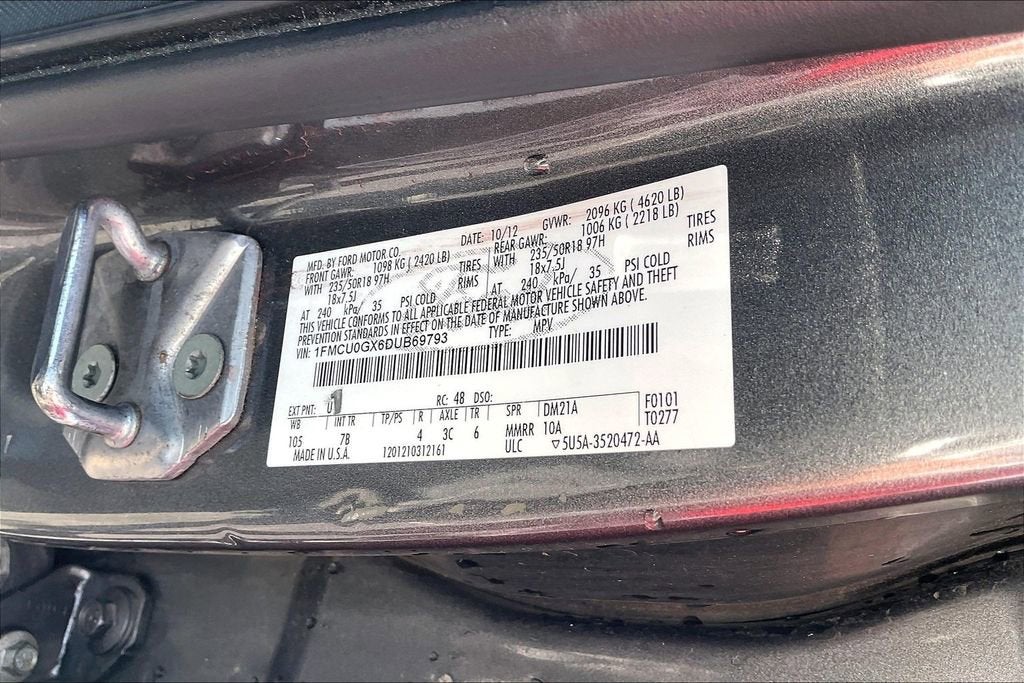 MFD. BY FORD MOTOR CO. DATE: 10/12 GVWR: 2096 KG ( 4620 LB)
FRONT GAWR: 1098 KG ( 2420 LB) REAR GAWR: 1006 KG ( 2218 LB)
WITH 235/50R18 97H TIRES WITH 235/50R18 97H TIRES
18x7.5J RIMS 18x7.5J RIMS
AT 240 kPa/ 35 PSI COLD AT 240 kPa/ 35 PSI COLD
THIS VEHICLE CONFORMS TO ALL APPLICABLE FEDERAL MOTOR VEHICLE SAFETY AND THEFT
PREVENTION STANDARDS IN EFFECT ON THE DATE OF MANUFACTURE SHOWN ABOVE.
VIN: 1FMCU0GX6DUB69793 TYPE: MPV
EXT PNT: RC: 48 DSO: F0101
WB INT TR TP/PS R AXLE TR SPR DM21A T0277
105 7B 4 3C 6 MMRR 10A
MADE IN U.S.A. 1201210312161 ULC ▽5U5A-3520472-AA